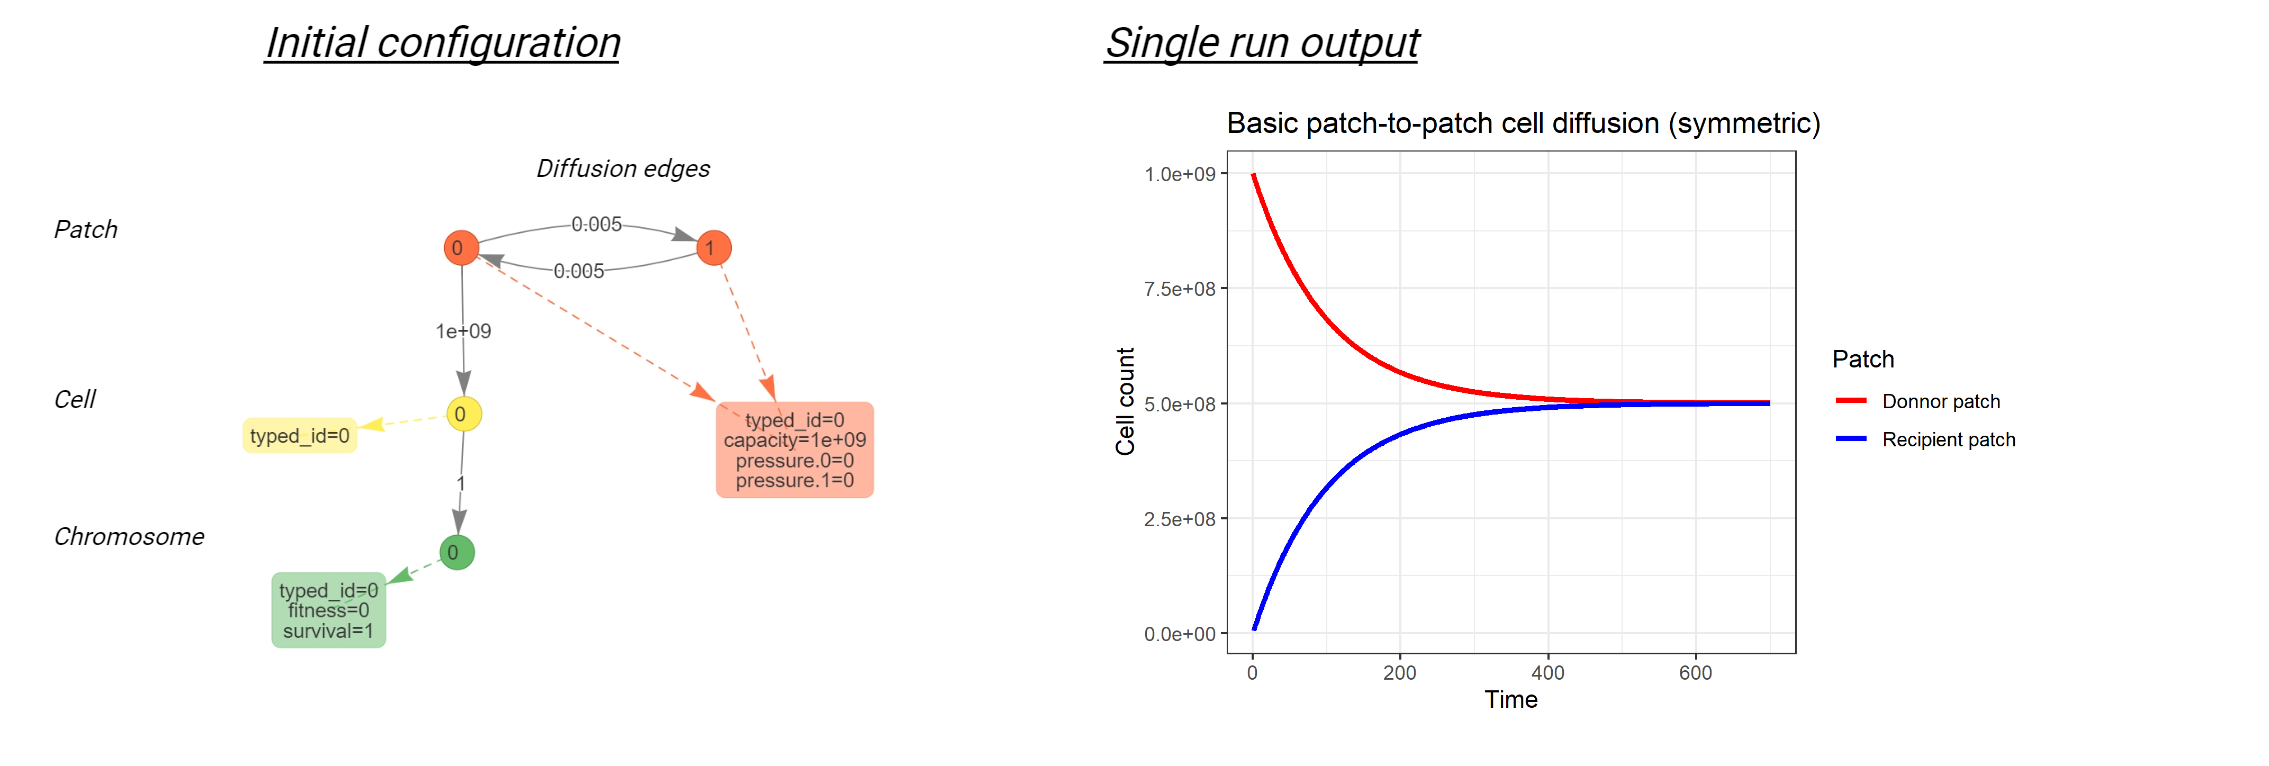 Initial configuration
Single run output
Diffusion edges
Patch
0.005
0
1
0.005
1e+09
Cell
0
typed_id=0
typed_id=0
capacity=1e+09
pressure.0=0
pressure.1=0
1
Chromosome
0
typed_id=0
fitness=0
survival=1
Basic patch-to-patch cell diffusion (symmetric)
1.0e+09
7.5e+08
5.0e+08
2.5e+08
0.0e+00
Cell count
0
200
400
600
Time
Patch
Donnor patch
Recipient patch